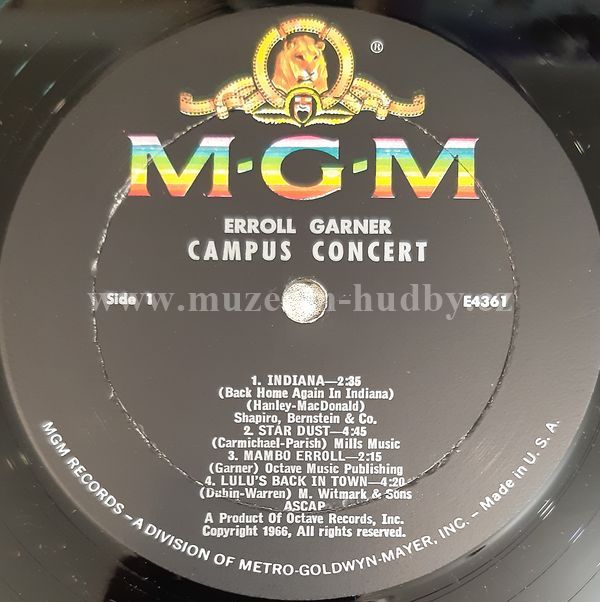 ®
M·G·M
ERROLL GARNER
CAMPUS CONCERT
Side 1
E4361
www.muzeum-hudby.cz
1. INDIANA—2:35
(Back Home Again In Indiana)
(Hanley-MacDonald)
Shapiro, Bernstein & Co.
2. STAR DUST—4:45
(Carmichael-Parish) Mills Music
3. MAMBO ERROLL—2:15
(Garner) Octave Music Publishing
4. LULU'S BACK IN TOWN—4:20
(Dubin-Warren) M. Witmark & Sons
ASCAP
A Product Of Octave Records, Inc.
Copyright 1966, All rights reserved.
MGM RECORDS – A DIVISION OF METRO-GOLDWYN-MAYER, INC. – Made in U. S. A.